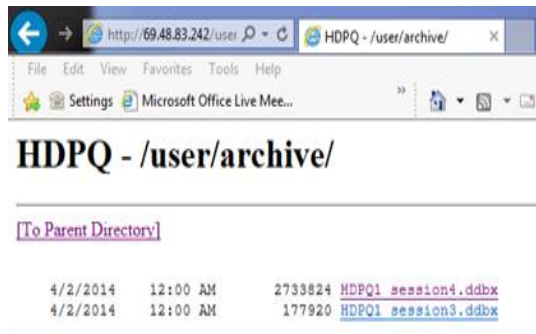 http://69.48.83.242/user HDPQ - /user/archive/
File Edit View Favorites Tools Help
Settings Microsoft Office Live Mee...
HDPQ - /user/archive/
[To Parent Directory]
4/2/2014 12:00 AM 2733824 HDPQ1 session4.ddbx
4/2/2014 12:00 AM 177920 HDPQ1 session3.ddbx